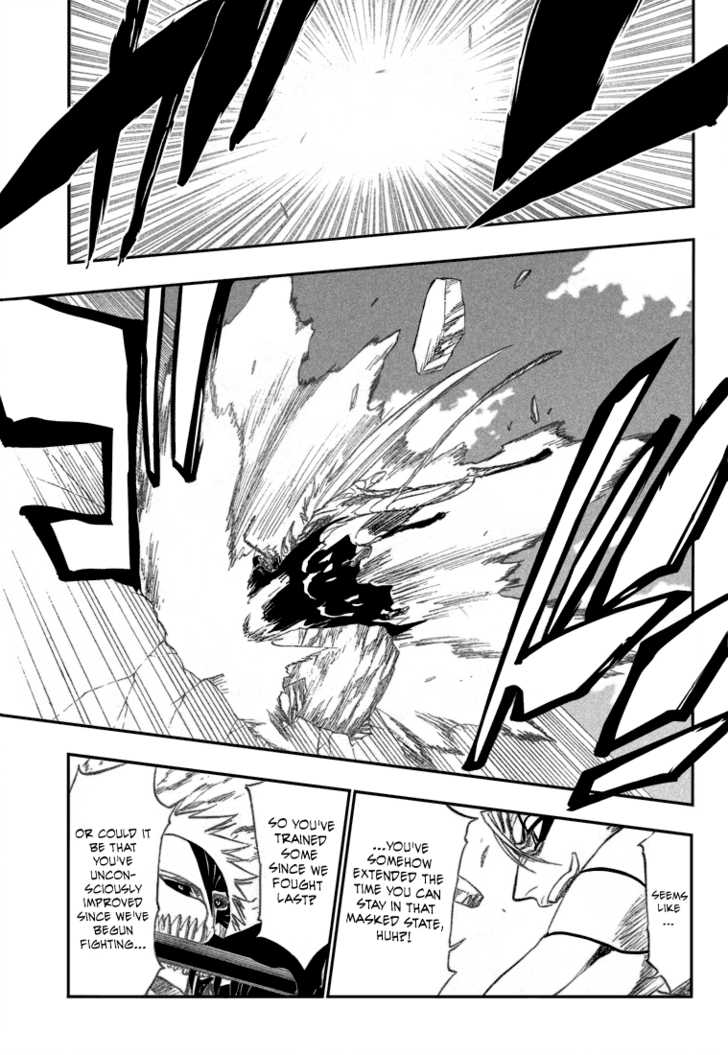 SEEMS
LIKE
...
...YOU'VE
SOMEHOW
EXTENDED
THE TIME YOU CAN
STAY IN THAT
MASKED STATE,
HUH?!
SO YOU'VE
TRAINED
SOME
SINCE WE
FOUGHT
LAST?
OR COULD IT
BE THAT
YOU'VE
UNCON-
SCIOUSLY
IMPROVED
SINCE WE'VE
BEGUN
FIGHTING...